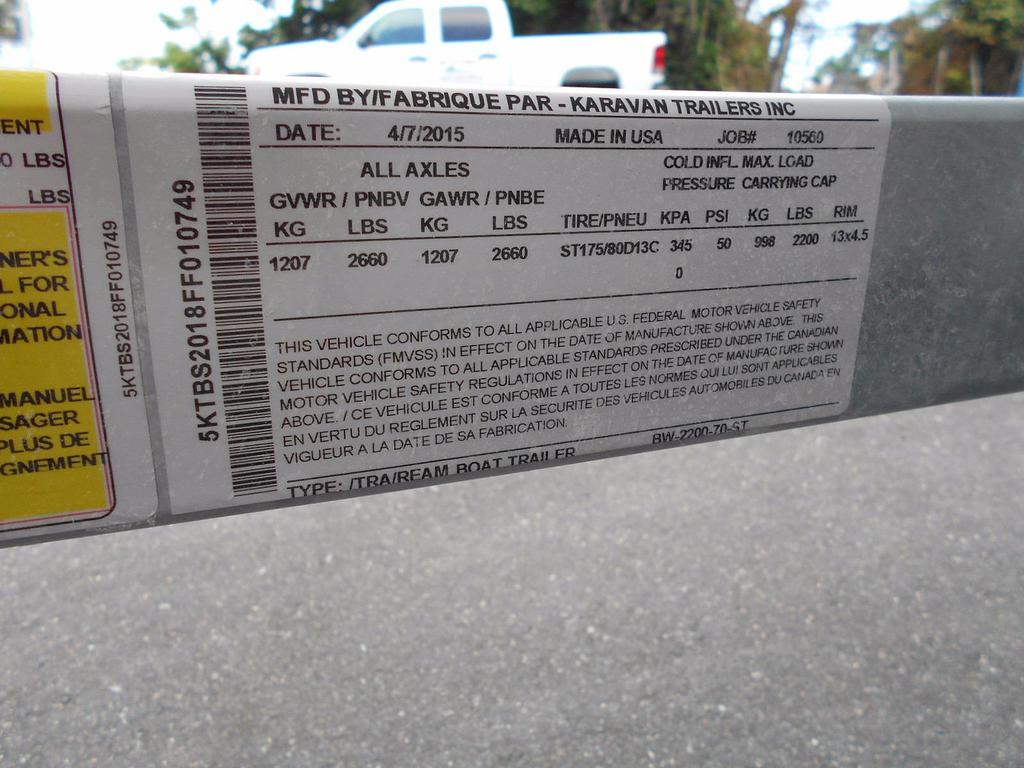 ENT
0 LBS
LBS
NER'S
L FOR
ONAL
MATION
MANUEL
SAGER
PLUS DE
GNEMENT
5KTBS2018FF010749
5KTBS2018FF010749
MFD BY/FABRIQUE PAR - KARAVAN TRAILERS INC
DATE: 4/7/2015 MADE IN USA JOB# 10560
ALL AXLES COLD INFL. MAX. LOAD
GVWR / PNBV GAWR / PNBE PRESSURE CARRYING CAP
KG LBS KG LBS TIRE/PNEU KPA PSI KG LBS RIM
1207 2660 1207 2660 ST175/80D13C 345 50 998 2200 13x4.5
0
THIS VEHICLE CONFORMS TO ALL APPLICABLE U.S. FEDERAL MOTOR VEHICLE SAFETY
STANDARDS (FMVSS) IN EFFECT ON THE DATE OF MANUFACTURE SHOWN ABOVE. THIS
VEHICLE CONFORMS TO ALL APPLICABLE STANDARDS PRESCRIBED UNDER THE CANADIAN
MOTOR VEHICLE SAFETY REGULATIONS IN EFFECT ON THE DATE OF MANUFACTURE SHOWN
ABOVE. / CE VEHICULE EST CONFORME A TOUTES LES NORMES QUI LUI SONT APPLICABLES
EN VERTU DU REGLEMENT SUR LA SECURITE DES VEHICULES AUTOMOBILES DU CANADA EN
VIGUEUR A LA DATE DE SA FABRICATION.
TYPE: /TRA/REAM BOAT TRAILER BW-2200-70-ST